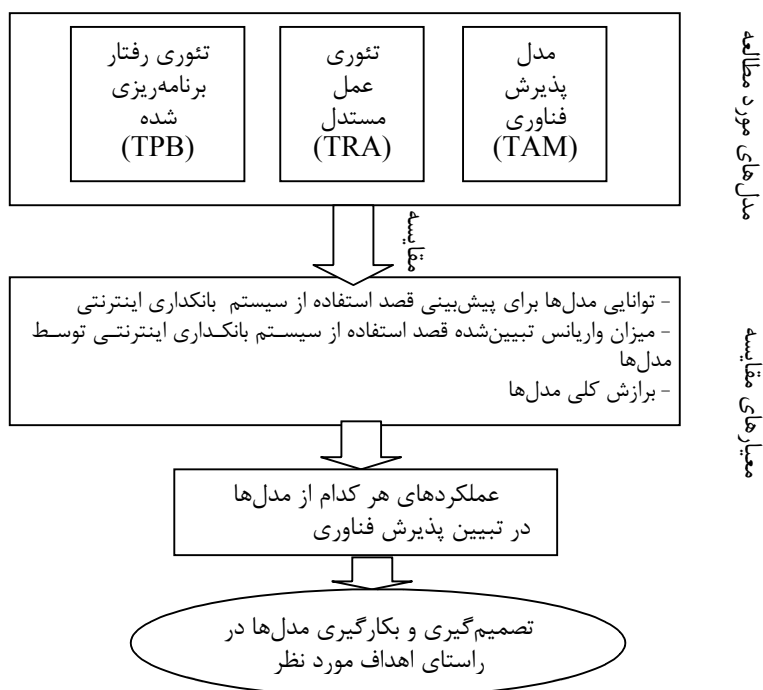 مدل
پذیرش
فناوری
(TAM)
تئوری
عمل
مستدل
(TRA)
تئوری رفتار
برنامه‌ریزی
شده
(TPB)
مدل‌های مورد مطالعه
مقایسه
- توانایی مدل‌ها برای پیش‌بینی قصد استفاده از سیستم بانکداری اینترنتی
- میزان واریانس تبیین‌شده قصد استفاده از سیستم بانکداری اینترنتی توسط
مدل‌ها
- برازش کلی مدل‌ها
معیارهای مقایسه
عملکردهای هر کدام از مدل‌ها
در تبیین پذیرش فناوری
تصمیم‌گیری و بکارگیری مدل‌ها در
راستای اهداف مورد نظر